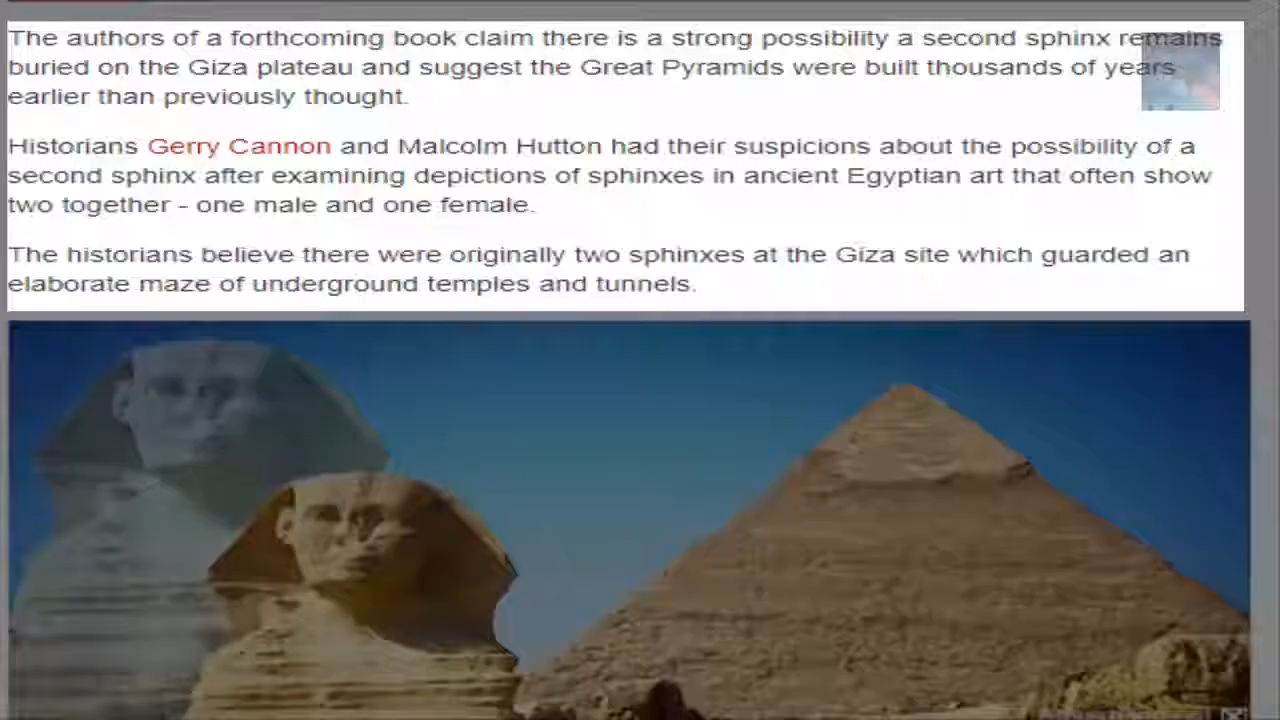 The authors of a forthcoming book claim there is a strong possibility a second sphinx remains
buried on the Giza plateau and suggest the Great Pyramids were built thousands of years
earlier than previously thought.
Historians Gerry Cannon and Malcolm Hutton had their suspicions about the possibility of a
second sphinx after examining depictions of sphinxes in ancient Egyptian art that often show
two together - one male and one female.
The historians believe there were originally two sphinxes at the Giza site which guarded an
elaborate maze of underground temples and tunnels.